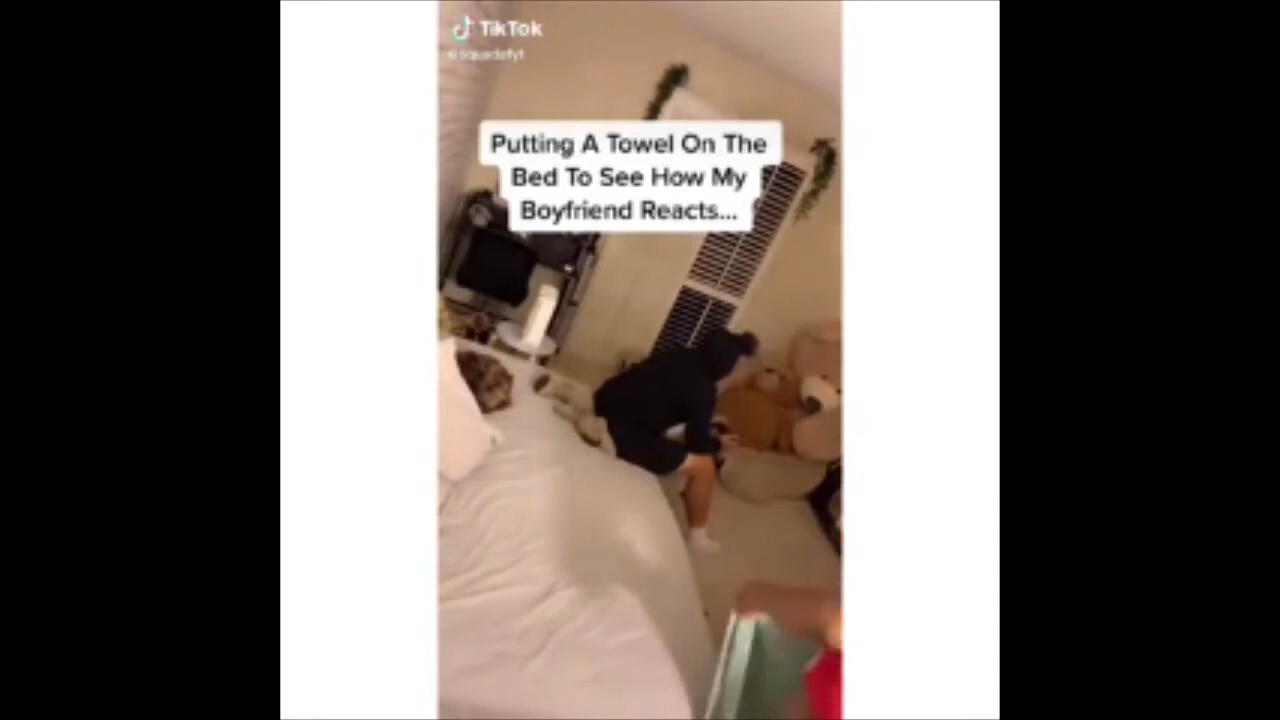 TikTok
Putting A Towel On The
Bed To See How My
Boyfriend Reacts...